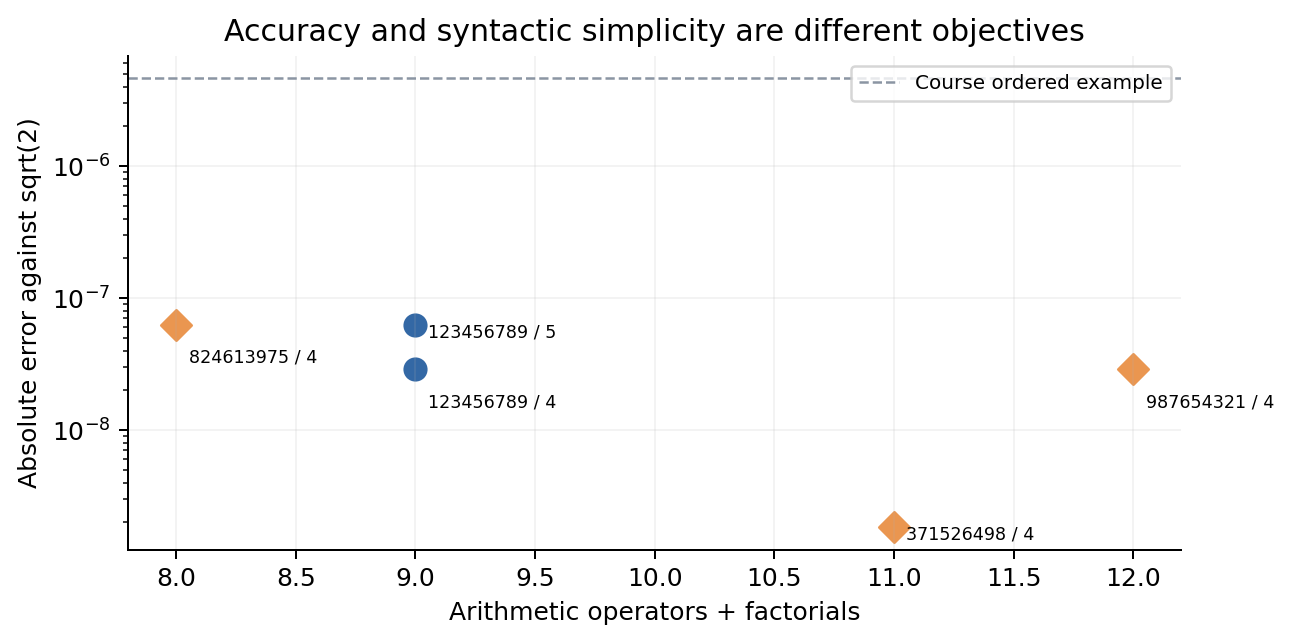 Accuracy and syntactic simplicity are different objectives
Course ordered example
Absolute error against sqrt(2)
10⁻⁶
10⁻⁷
10⁻⁸
824613975 / 4
123456789 / 5
123456789 / 4
987654321 / 4
371526498 / 4
8.0 8.5 9.0 9.5 10.0 10.5 11.0 11.5 12.0
Arithmetic operators + factorials